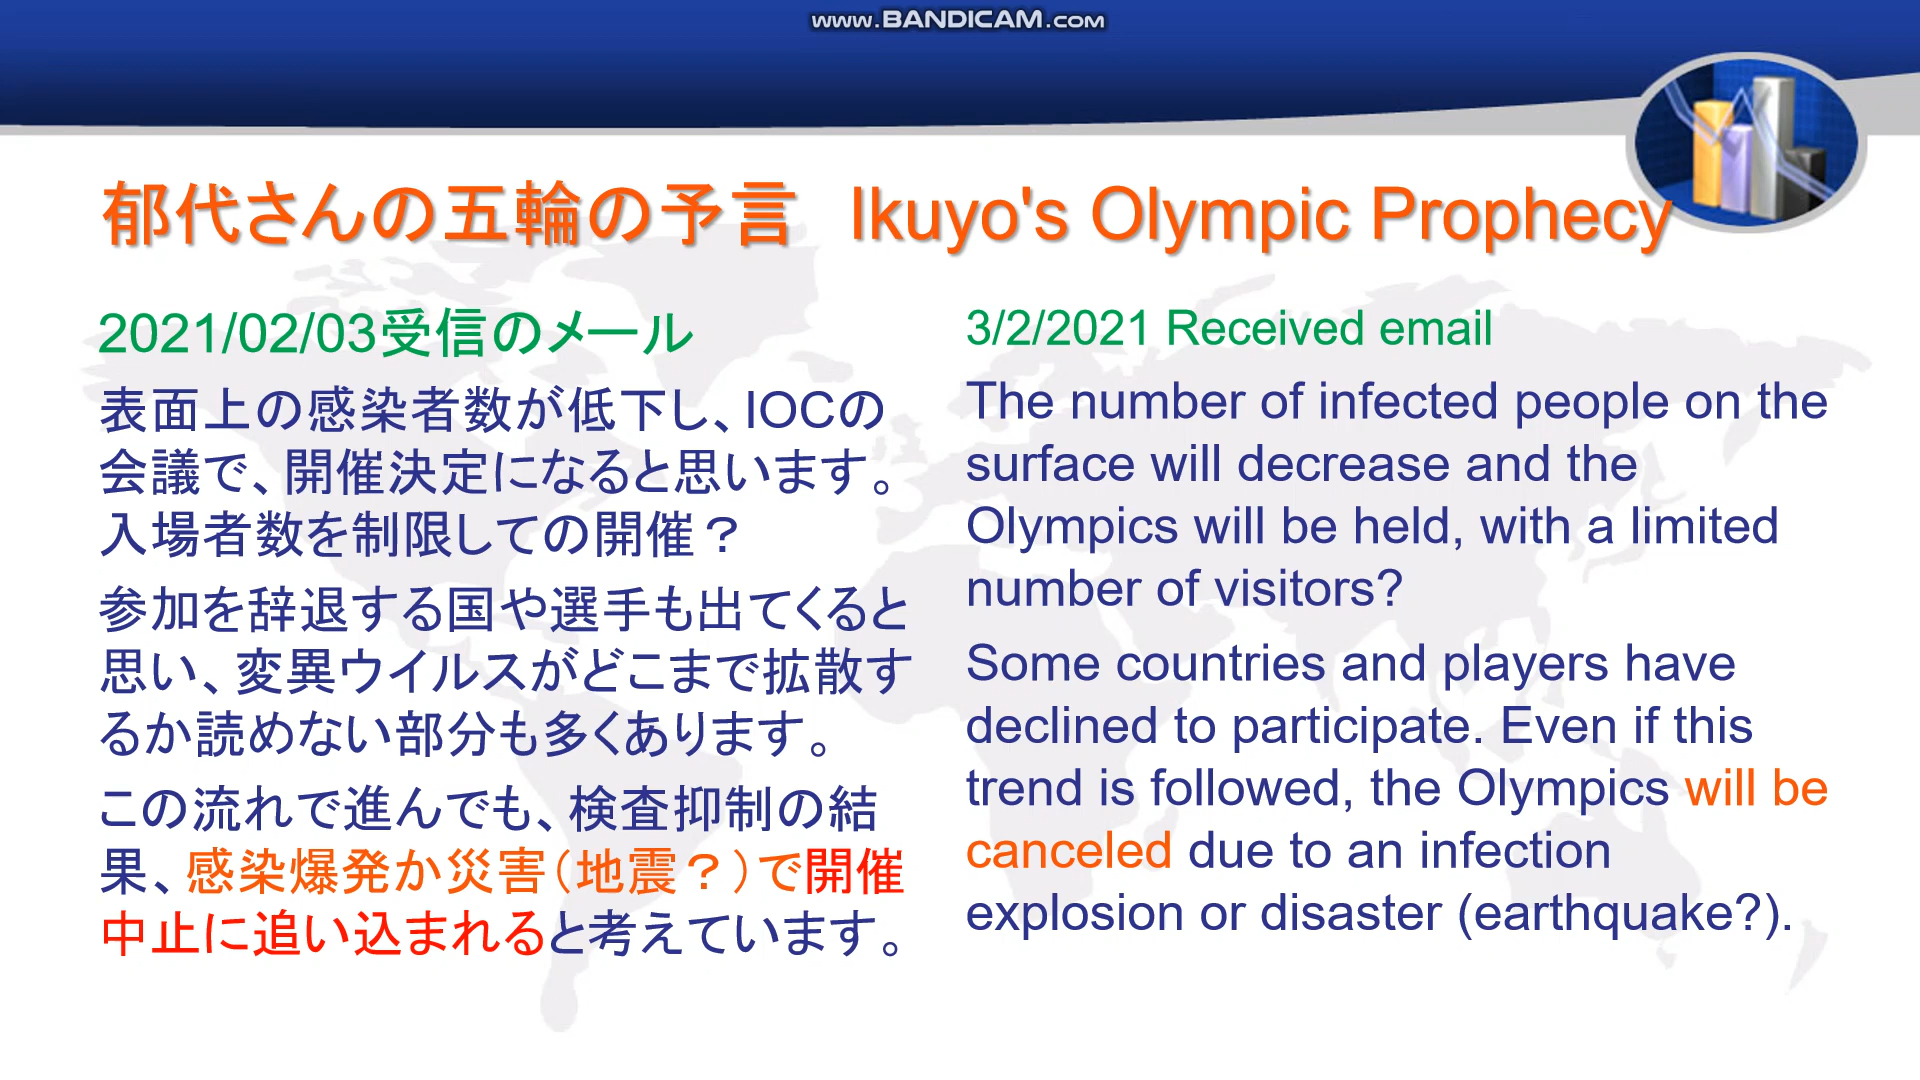 www.BANDICAM.com
郁代さんの五輪の予言　Ikuyo's Olympic Prophecy
2021/02/03受信のメール
表面上の感染者数が低下し、IOCの
会議で、開催決定になると思います。
入場者数を制限しての開催？
参加を辞退する国や選手も出てくると
思い、変異ウイルスがどこまで拡散す
るか読めない部分も多くあります。
この流れで進んでも、検査抑制の結
果、感染爆発か災害（地震？）で開催
中止に追い込まれると考えています。
3/2/2021 Received email
The number of infected people on the
surface will decrease and the
Olympics will be held, with a limited
number of visitors?
Some countries and players have
declined to participate. Even if this
trend is followed, the Olympics will be
canceled due to an infection
explosion or disaster (earthquake?).